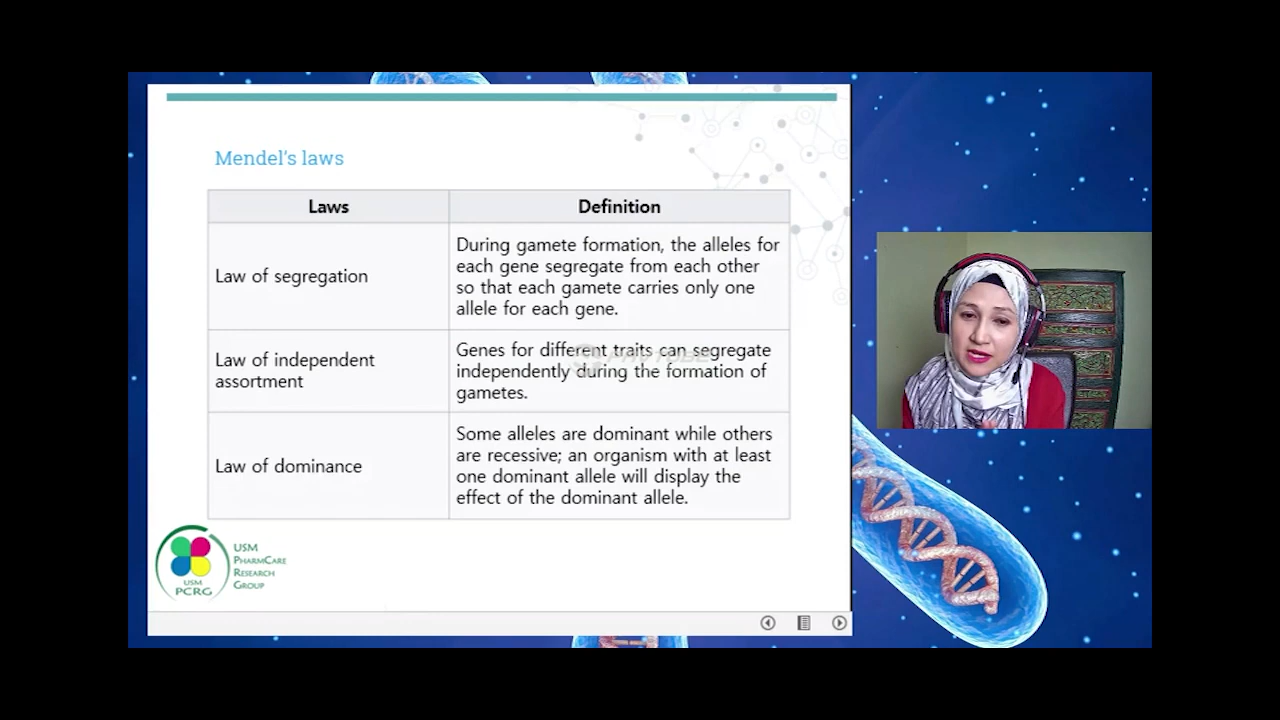 Mendel's laws
Laws
Definition
Law of segregation
During gamete formation, the alleles for
each gene segregate from each other
so that each gamete carries only one
allele for each gene.
Law of independent
assortment
Genes for different traits can segregate
independently during the formation of
gametes.
Law of dominance
Some alleles are dominant while others
are recessive; an organism with at least
one dominant allele will display the
effect of the dominant allele.
USM
PCRG
USM
PharmCare
Research
Group